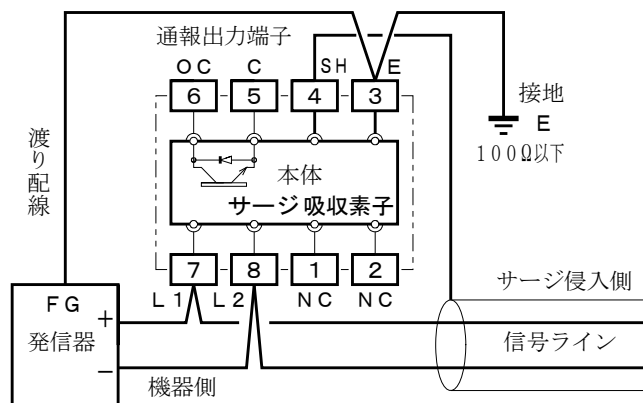 通報出力端子
OC C SH E
6 5 4 3
接地
E
100Ω以下
渡り配線
本体
サージ吸収素子
7 8 1 2
L1 L2 NC NC
サージ侵入側
FG
+
発信器
信号ライン
−
機器側